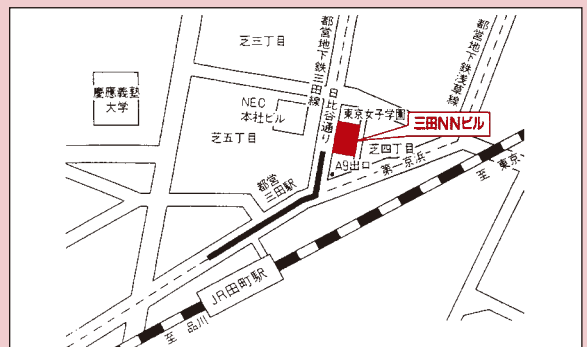 都営地下鉄三田線
都営地下鉄浅草線
芝三丁目
慶應義塾
大学
NEC
本社ビル
日比谷通り
東京女子学園
三田NNビル
芝五丁目
芝四丁目
A9出口
第一京浜
都営
三田駅
至 東京
JR田町駅
至 品川